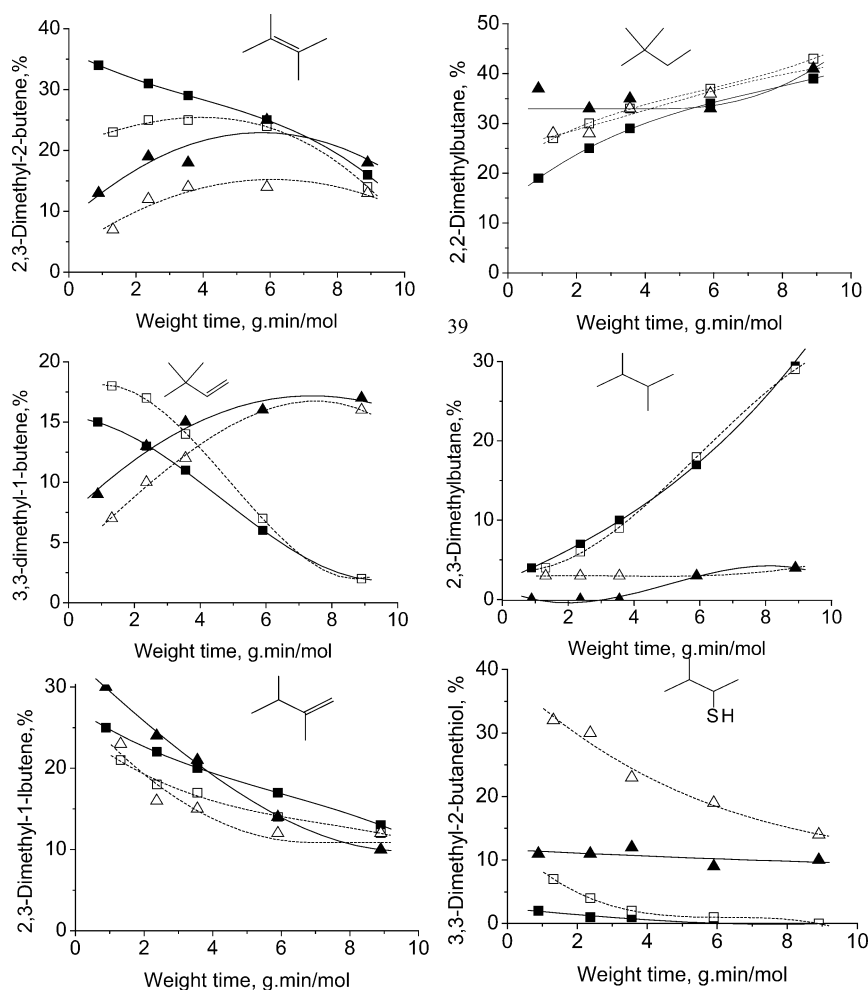 40
30
20
10
0
0 2 4 6 8 10
2,3-Dimethyl-2-butene,%
Weight time, g.min/mol
50
40
30
20
10
0
0 2 4 6 8 10
2,2-Dimethylbutane, %
Weight time, g.min/mol
39
20
15
10
5
0
0 2 4 6 8 10
3,3-dimethyl-1-butene,%
Weight time, g.min/mol
30
20
10
0
0 2 4 6 8 10
2,3-Dimethylbutane,%
Weight time, g.min/mol
30
20
10
0
0 2 4 6 8 10
2,3-Dimethyl-1-lbutene,%
Weight time, g.min/mol
SH
40
30
20
10
0
0 2 4 6 8 10
3,3-Dimethyl-2-butanethiol, %
Weight time, g.min/mol